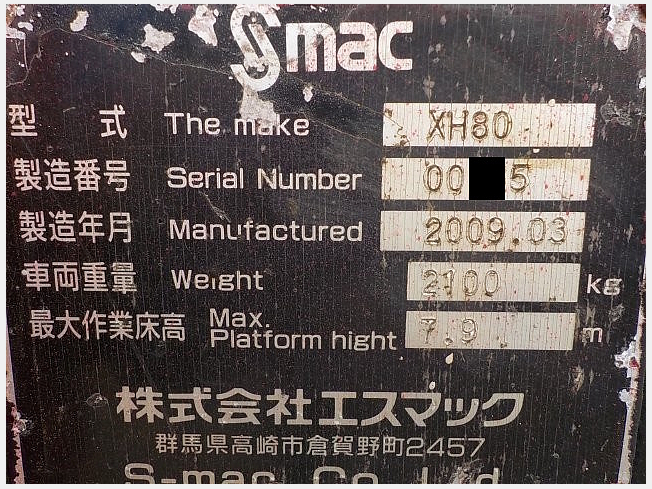 Smac
型 式 The make XH80
製造番号 Serial Number 00 5
製造年月 Manufactured 2009.03
車両重量 Weight 2100 kg
最大作業床高 Max. Platform hight 7.9 m
株式会社エスマック
群馬県高崎市倉賀野町2457
S-mac Co.,Ltd.